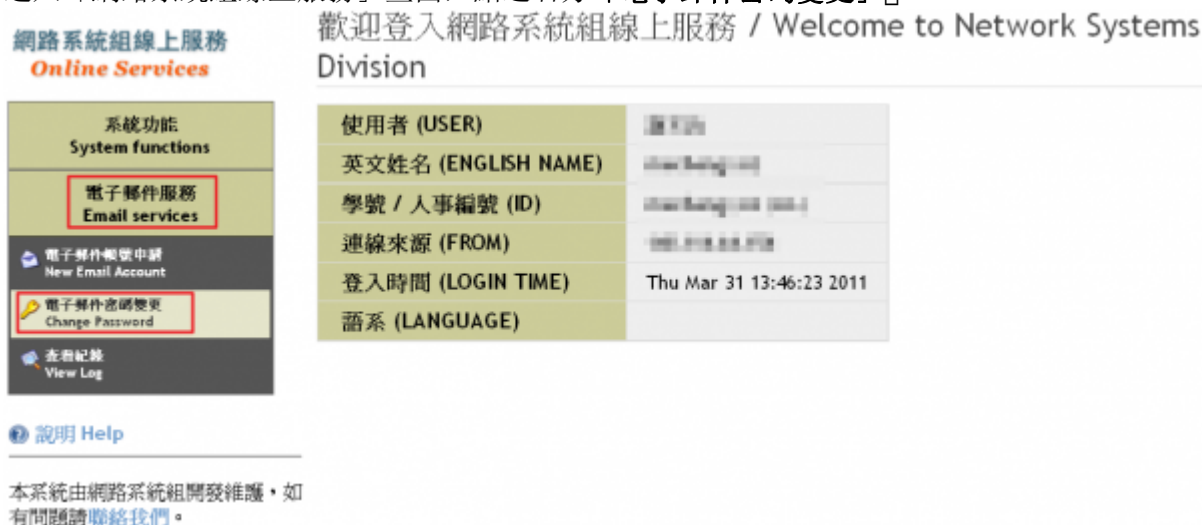 網路系統組線上服務
Online Services
系統功能
System functions
電子郵件服務
Email services
電子郵件帳號申請
New Email Account
電子郵件密碼變更
Change Password
查看紀錄
View Log
說明 Help
本系統由網路系統組開發維護，如
有問題請聯絡我們。
歡迎登入網路系統組線上服務 / Welcome to Network Systems
Division
使用者 (USER)
英文姓名 (ENGLISH NAME)
學號 / 人事編號 (ID)
連線來源 (FROM)
登入時間 (LOGIN TIME) Thu Mar 31 13:46:23 2011
語系 (LANGUAGE)